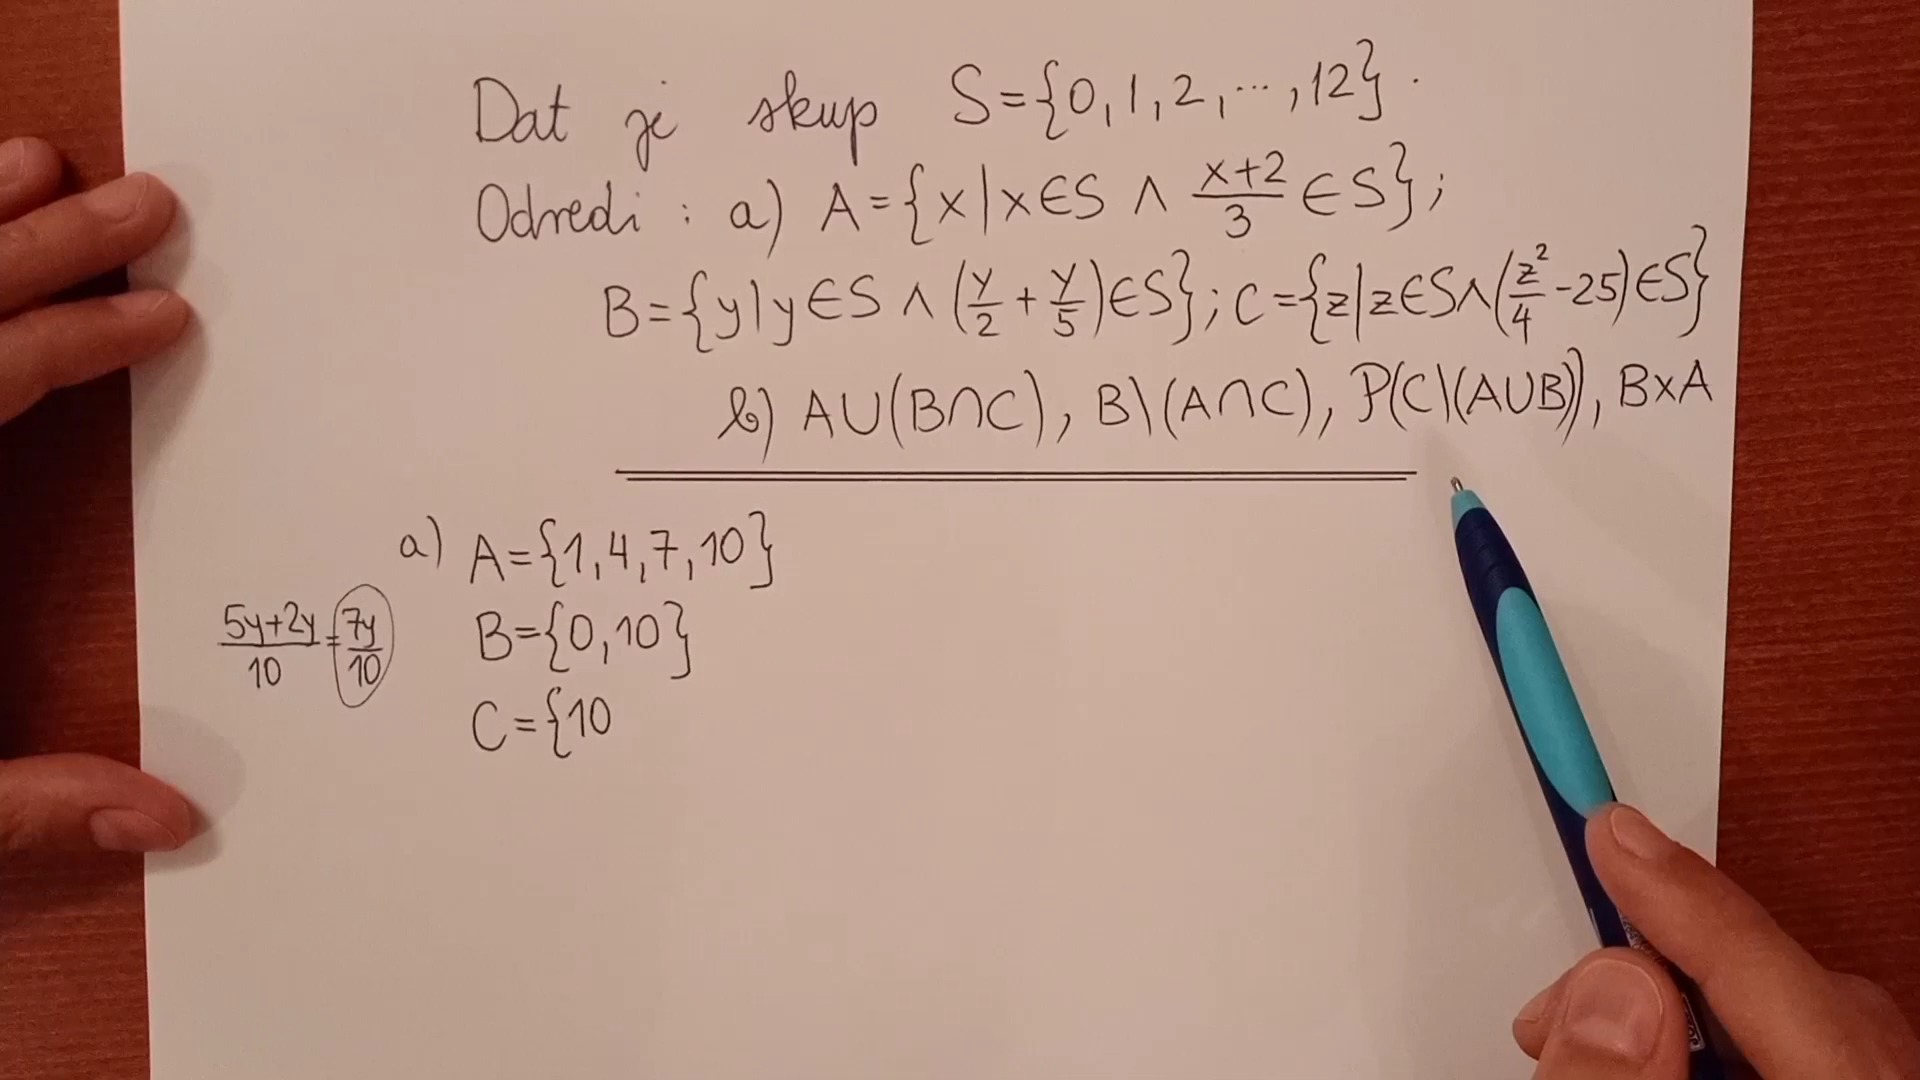 Dat je skup S={0,1,2,...,12}.
Odredi: a) A={x|x∈S ∧ (x+2)/3 ∈S};
B={y|y∈S ∧ (y/2 + y/5)∈S}; C={z|z∈S∧(z²/4 -25)∈S}
b) A∪(B∩C), B\(A∩C), P(C\(A∪B)), B×A
a) A={1,4,7,10}
(5y+2y)/10 = 7y/10 B={0,10}
C={10